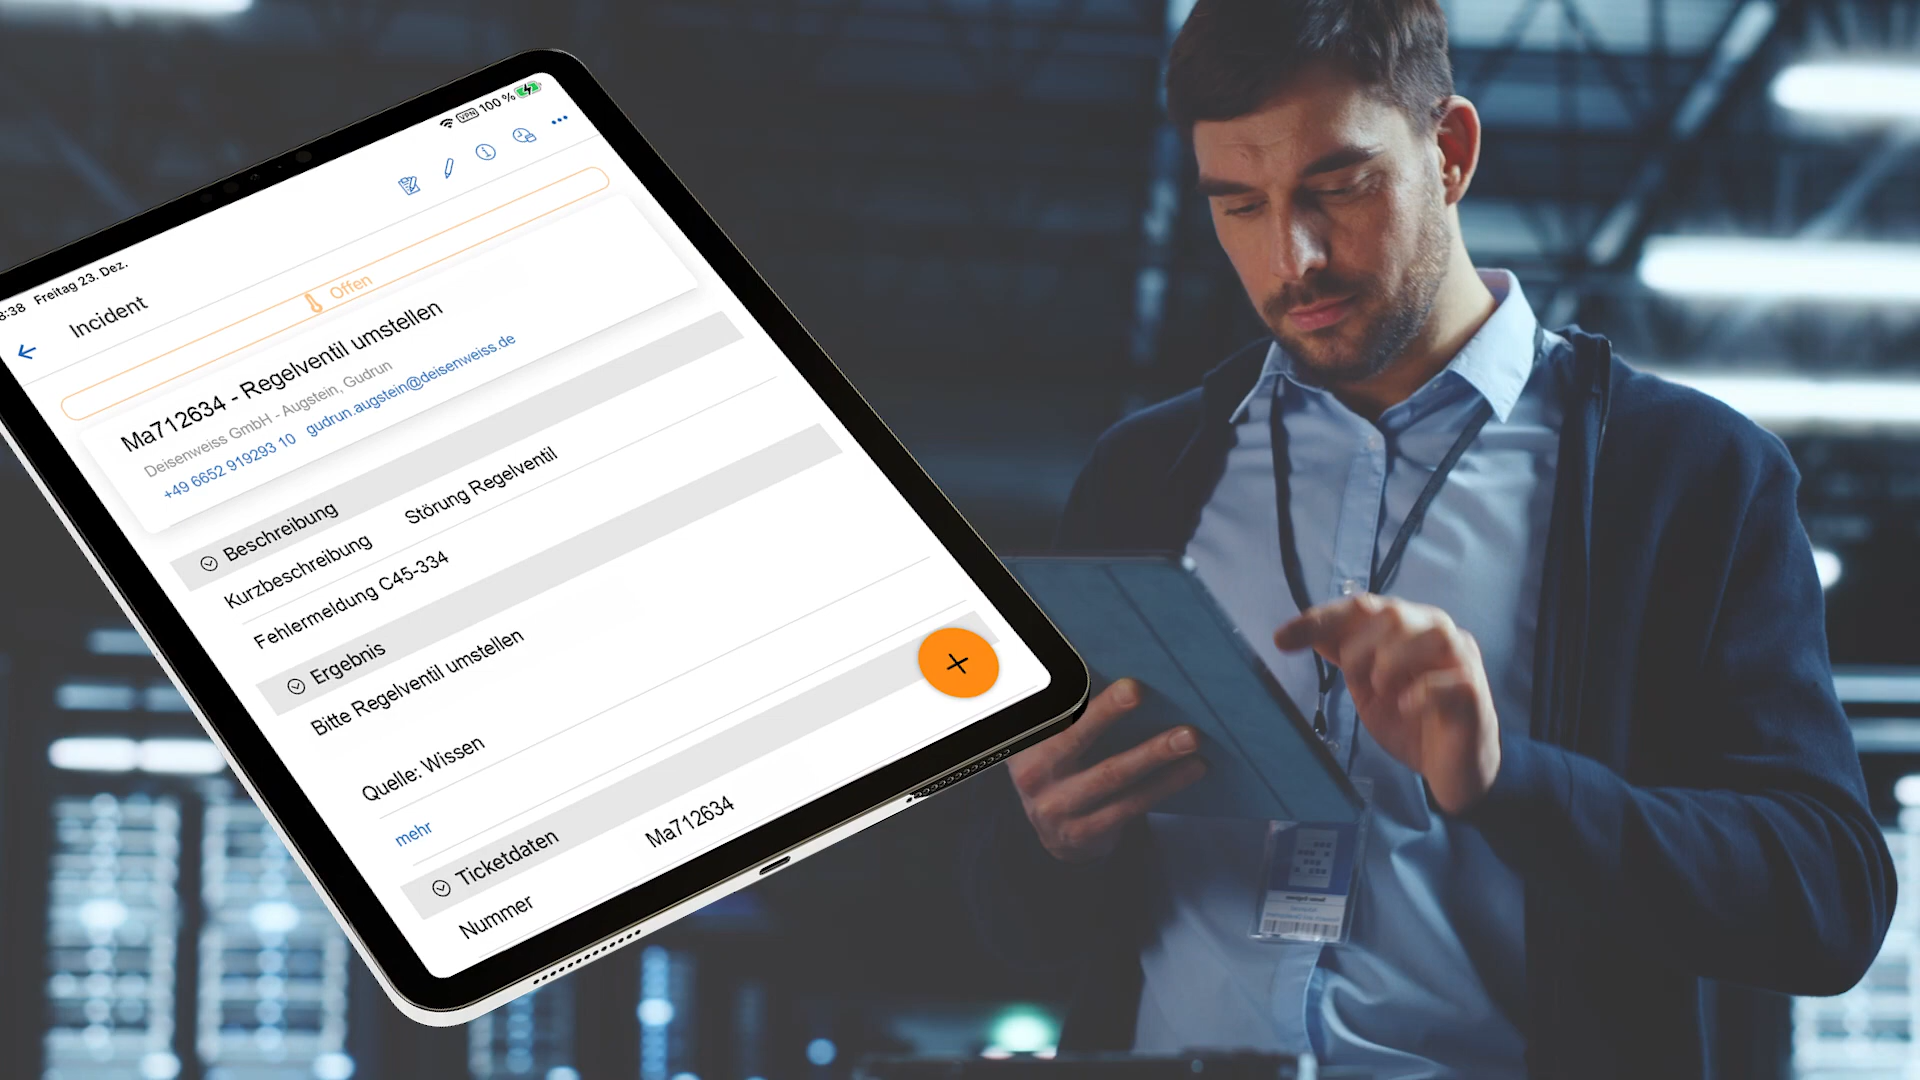 8:38 Freitag 23. Dez.
VPN 100 %
Incident
Offen
Ma712634 - Regelventil umstellen
Deisenweiss GmbH - Augstein, Gudrun
+49 6652 919293 10 gudrun.augstein@deisenweiss.de
Beschreibung
Kurzbeschreibung Störung Regelventil
Fehlermeldung C45-334
Ergebnis
Bitte Regelventil umstellen
Quelle: Wissen
mehr
Ticketdaten
Nummer Ma712634